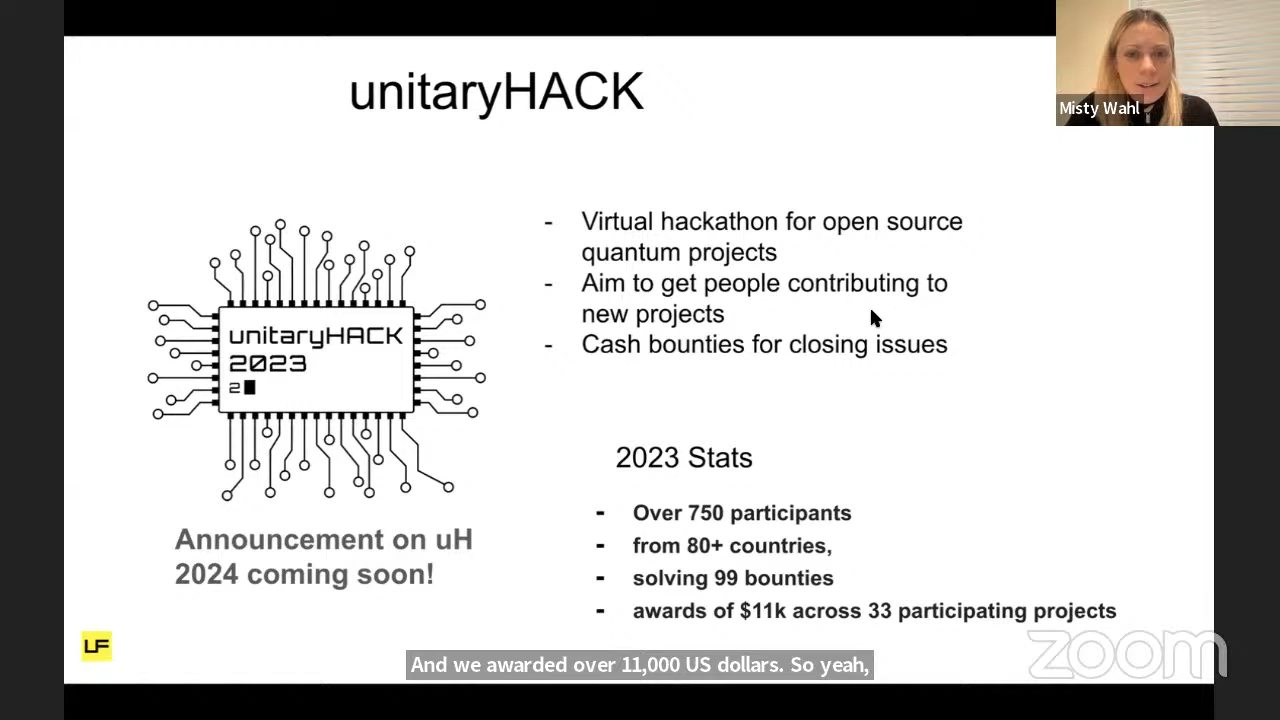 unitaryHACK
Misty Wahl
- Virtual hackathon for open source
quantum projects
- Aim to get people contributing to
new projects
- Cash bounties for closing issues
unitaryHACK
2023
2
Announcement on uH
2024 coming soon!
2023 Stats
- Over 750 participants
- from 80+ countries,
- solving 99 bounties
- awards of $11k across 33 participating projects
UF
And we awarded over 11,000 US dollars. So yeah,
zoom